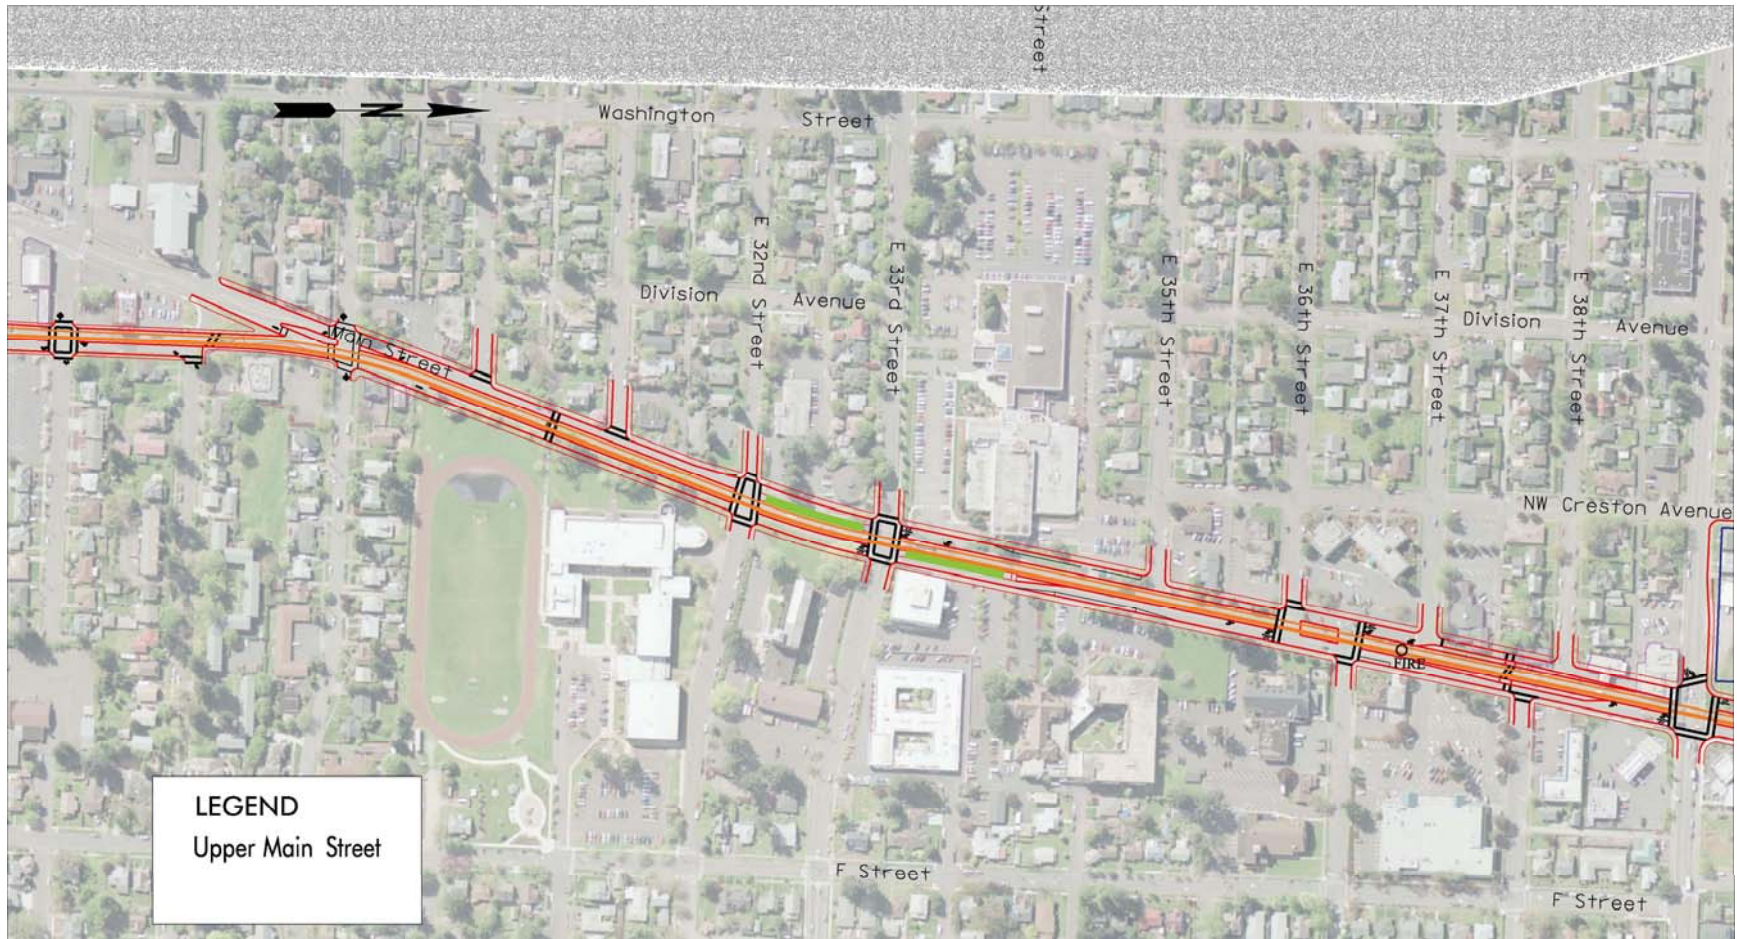 Street
N
Washington Street
E 32nd Street
E 33rd Street
E 35th Street
E 36th Street
E 37th Street
E 38th Street
Division Avenue
Division Avenue
Main Street
NW Creston Avenue
FIRE
LEGEND
Upper Main Street
F Street
F Street